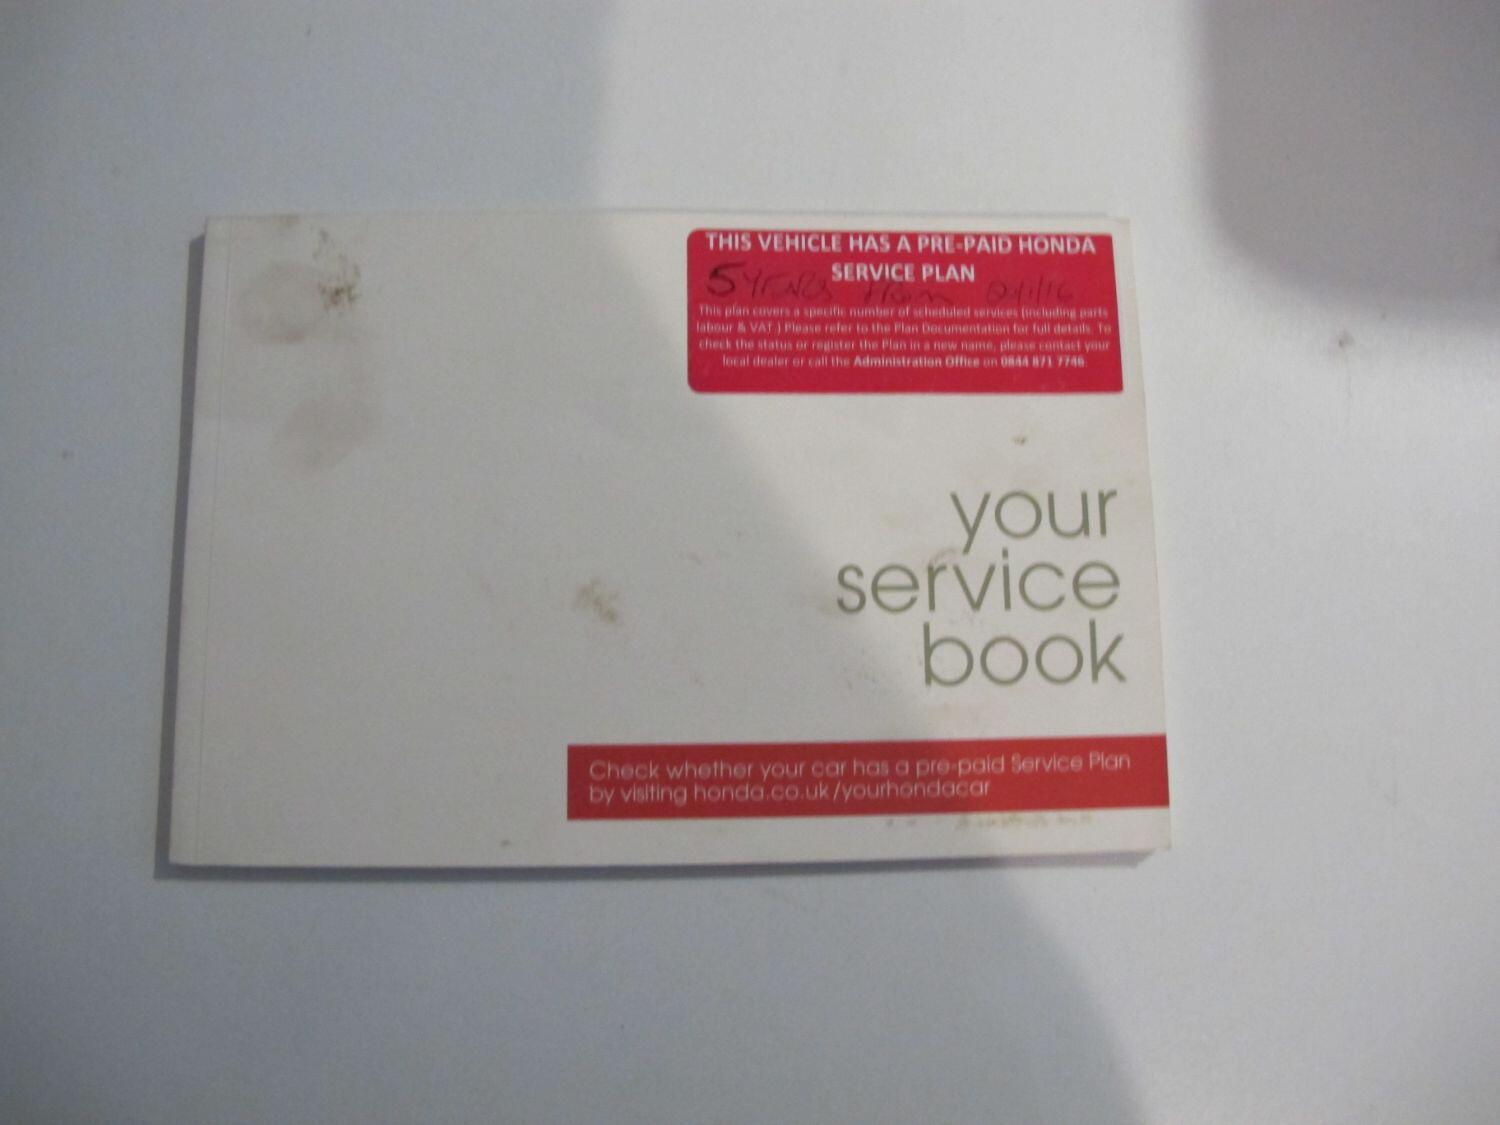 THIS VEHICLE HAS A PRE-PAID HONDA
SERVICE PLAN
5 YEARS from
This plan covers a specific number of scheduled services (including parts
labour & VAT.) Please refer to the Plan Documentation for full details. To
check the status or register the Plan in a new name, please contact your
local dealer or call the Administration Office on 0844 871 7746
your
service
book
Check whether your car has a pre-paid Service Plan
by visiting honda.co.uk/yourhondacar